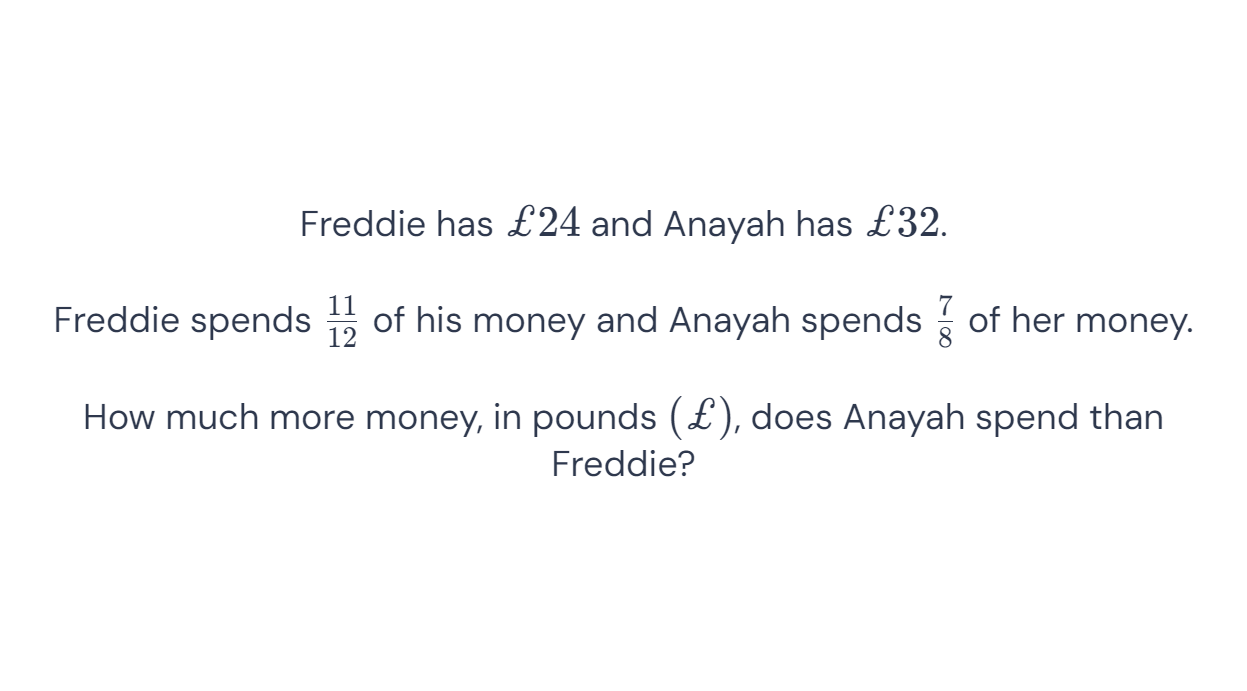 Freddie has £24 and Anayah has £32.
Freddie spends 11/12 of his money and Anayah spends 7/8 of her money.
How much more money, in pounds (£), does Anayah spend than
Freddie?